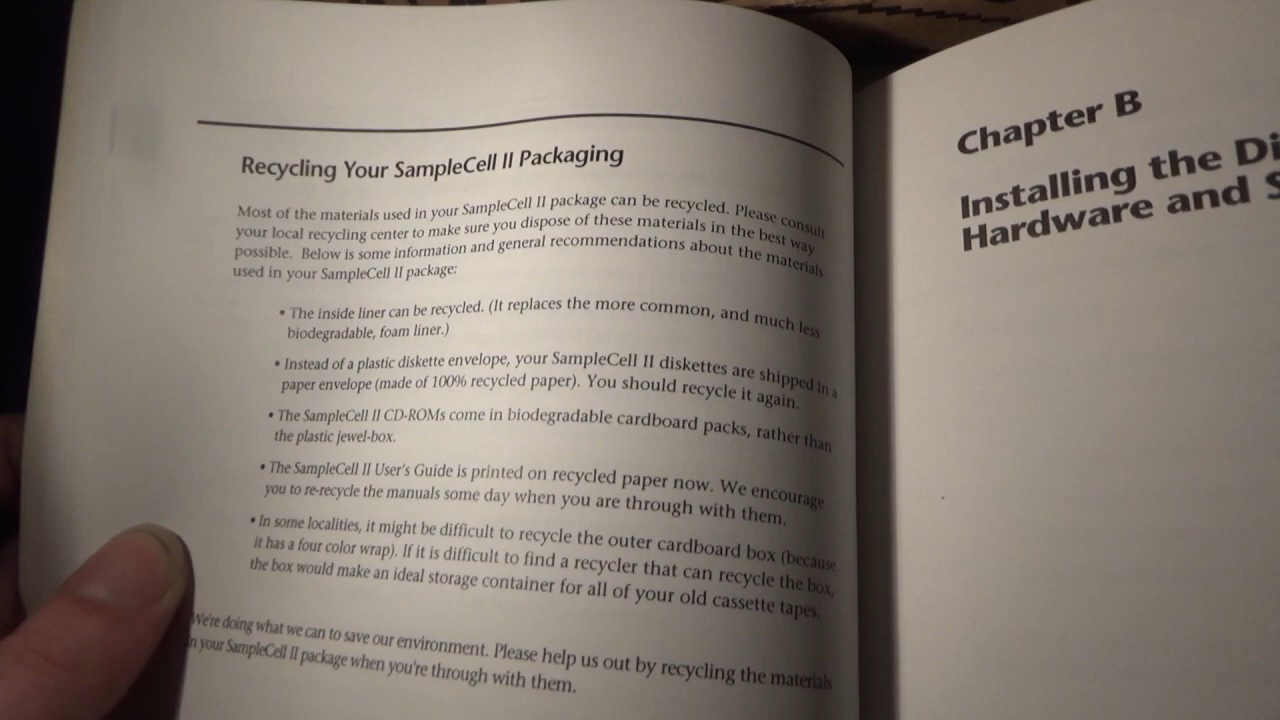 Recycling Your SampleCell II Packaging
Most of the materials used in your SampleCell II package can be recycled. Please consult
your local recycling center to make sure you dispose of these materials in the best way
possible. Below is some information and general recommendations about the materials
used in your SampleCell II package:
• The inside liner can be recycled. (It replaces the more common, and much less
biodegradable, foam liner.)
• Instead of a plastic diskette envelope, your SampleCell II diskettes are shipped in a
paper envelope (made of 100% recycled paper). You should recycle it again.
• The SampleCell II CD-ROMs come in biodegradable cardboard packs, rather than
the plastic jewel-box.
• The SampleCell II User's Guide is printed on recycled paper now. We encourage
you to re-recycle the manuals some day when you are through with them.
• In some localities, it might be difficult to recycle the outer cardboard box (because
it has a four color wrap). If it is difficult to find a recycler that can recycle the box,
the box would make an ideal storage container for all of your old cassette tapes.
We're doing what we can to save our environment. Please help us out by recycling the materials
in your SampleCell II package when you're through with them.
Chapter B
Installing the
Hardware and